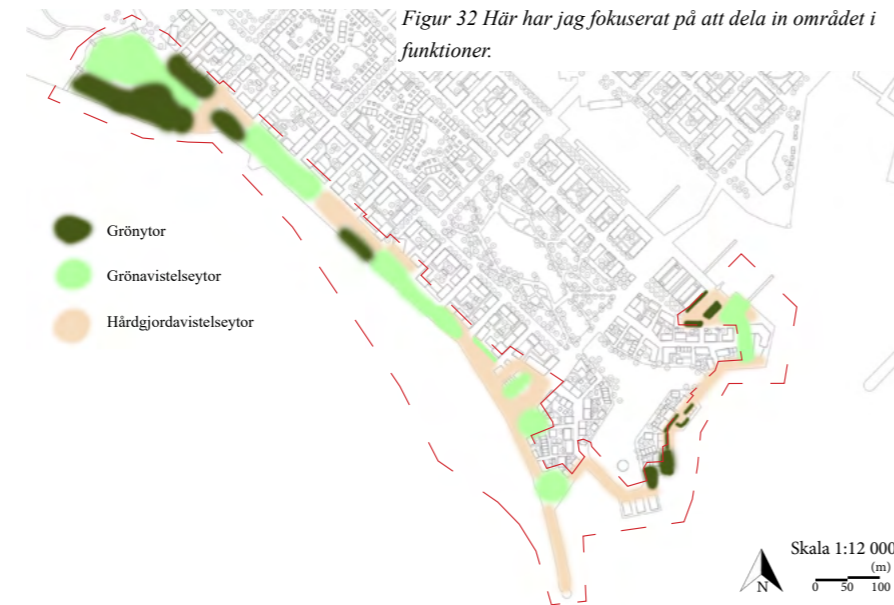 Figur 32 Här har jag fokuserat på att dela in området i
funktioner.
Grönytor
Grönavistelseytor
Hårdgjordavistelseytor
Skala 1:12 000
(m)
N
0 50 100